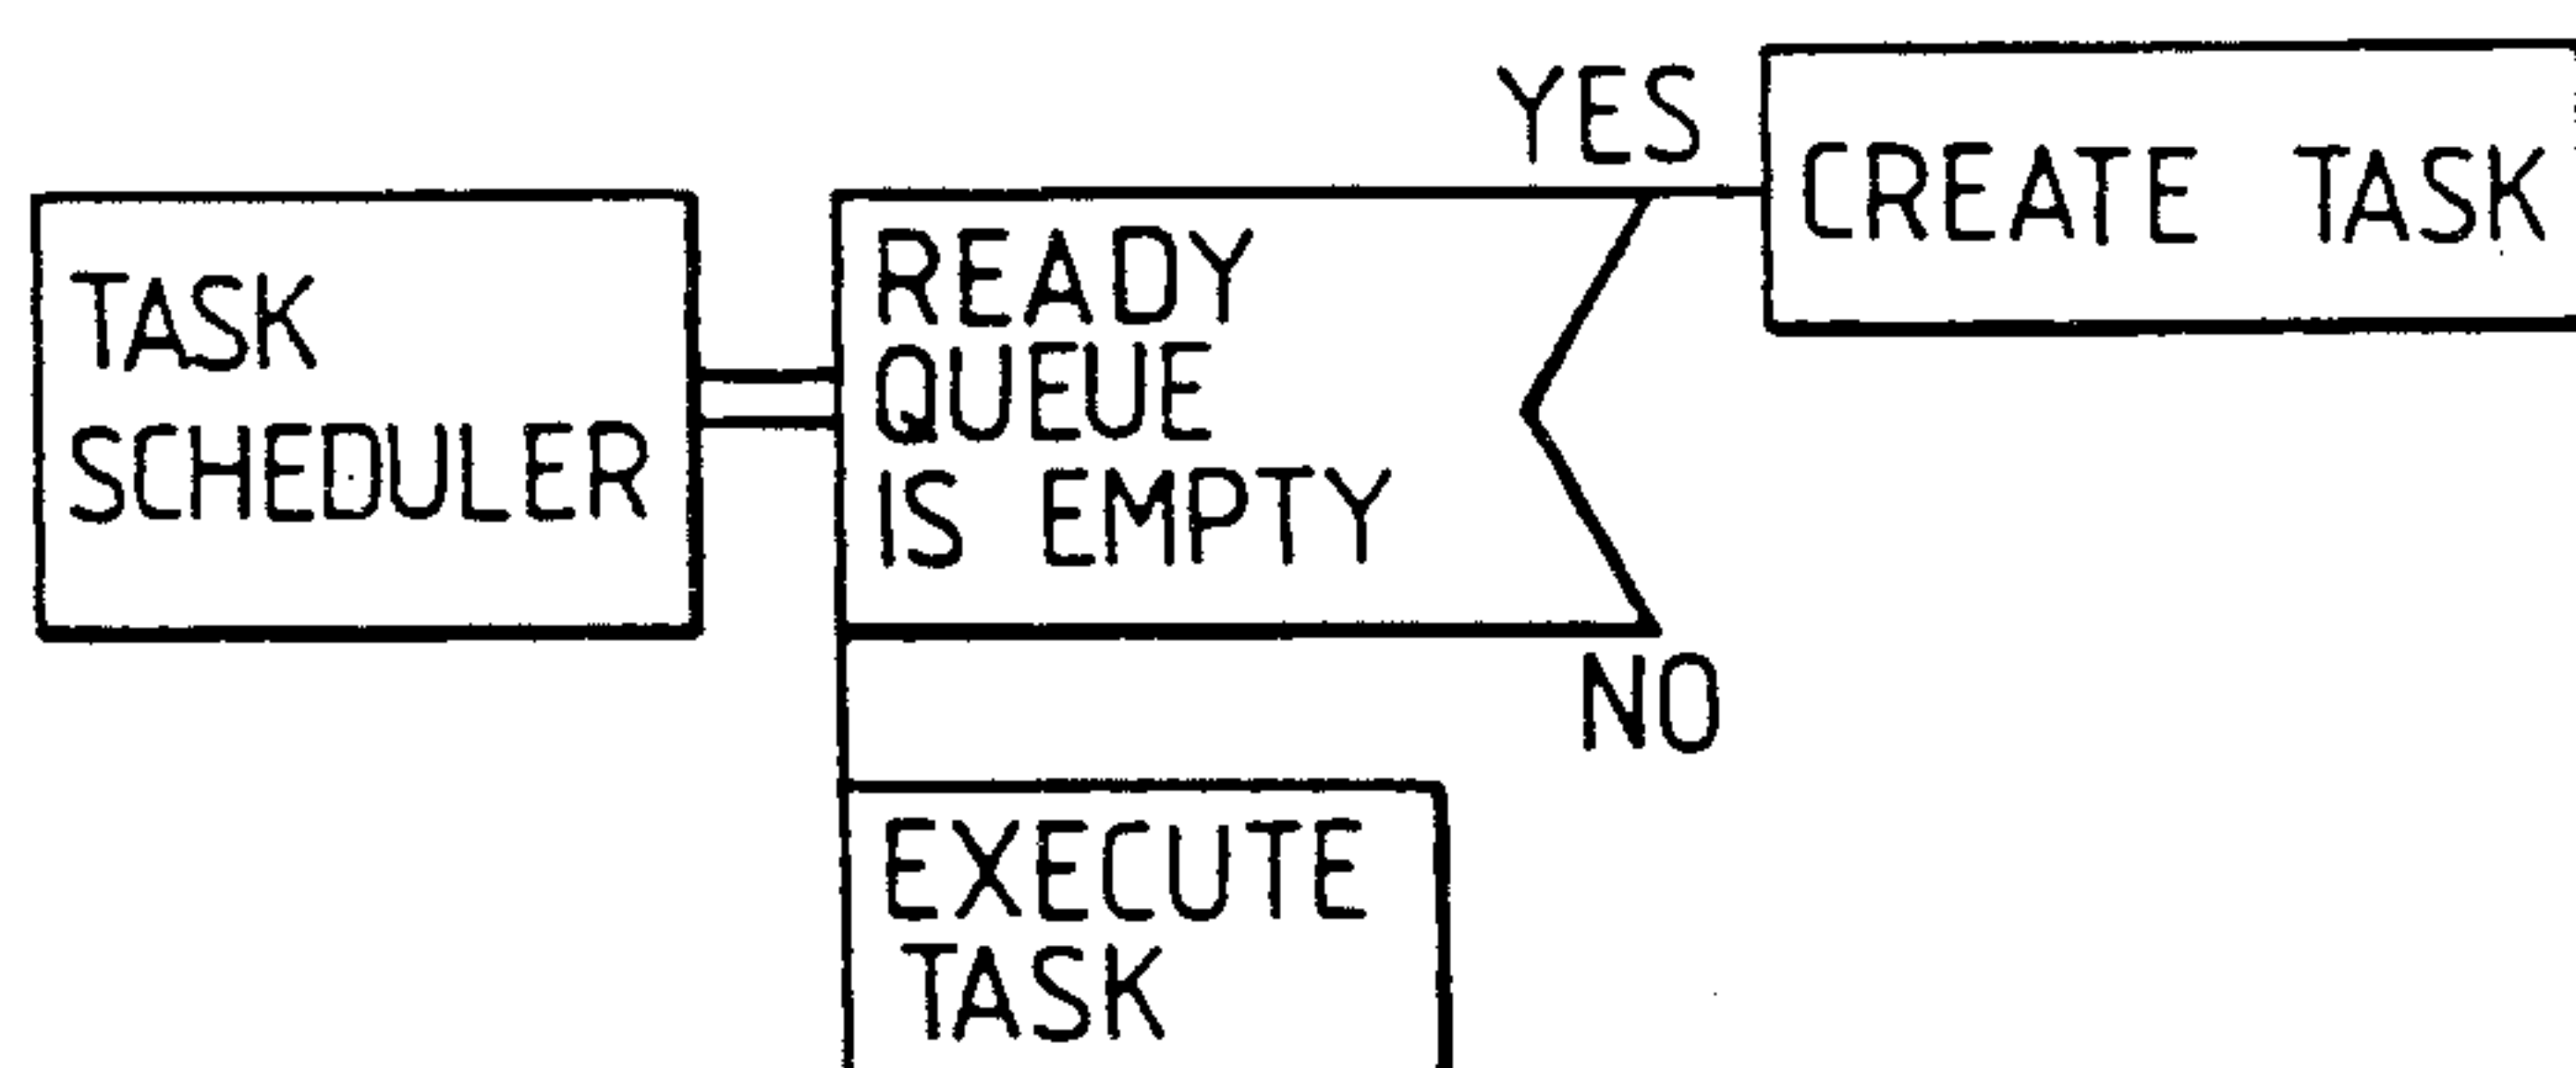 TASK
SCHEDULER
READY
QUEUE
IS EMPTY
YES
CREATE TASK
NO
EXECUTE
TASK